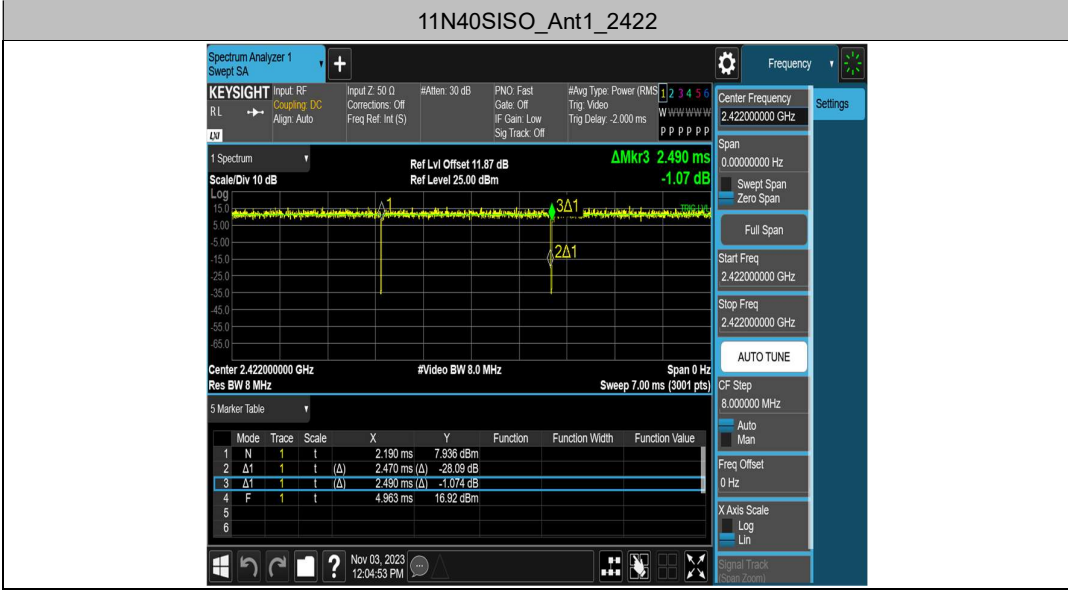 11N40SISO_Ant1_2422
Spectrum Analyzer 1
Swept SA
+
Frequency
KEYSIGHT
RL
LXI
Input: RF
Coupling: DC
Align: Auto
Input Z: 50 Ω
Corrections: Off
Freq Ref: Int (S)
#Atten: 30 dB
PNO: Fast
Gate: Off
IF Gain: Low
Sig Track: Off
#Avg Type: Power (RMS
Trig: Video
Trig Delay: -2.000 ms
1 2 3 4 5 6
W W W W W W
P P P P P P
1 Spectrum
Scale/Div 10 dB
Ref Lvl Offset 11.87 dB
Ref Level 25.00 dBm
ΔMkr3 2.490 ms
-1.07 dB
Log
15.0
5.00
-5.00
-15.0
-25.0
-35.0
-45.0
-55.0
-65.0
1
3Δ1
2Δ1
TRIG LVL
Center 2.422000000 GHz
#Video BW 8.0 MHz
Span 0 Hz
Res BW 8 MHz
Sweep 7.00 ms (3001 pts)
5 Marker Table
Mode Trace Scale X Y Function Function Width Function Value
1 N 1 t 2.190 ms 7.936 dBm
2 Δ1 1 t (Δ) 2.470 ms (Δ) -28.09 dB
3 Δ1 1 t (Δ) 2.490 ms (Δ) -1.074 dB
4 F 1 t 4.963 ms 16.92 dBm
5
6
?
Nov 03, 2023
12:04:53 PM
Center Frequency
2.422000000 GHz
Settings
Span
0.00000000 Hz
Swept Span
Zero Span
Full Span
Start Freq
2.422000000 GHz
Stop Freq
2.422000000 GHz
AUTO TUNE
CF Step
8.000000 MHz
Auto
Man
Freq Offset
0 Hz
X Axis Scale
Log
Lin
Signal Track
(Span Zoom)